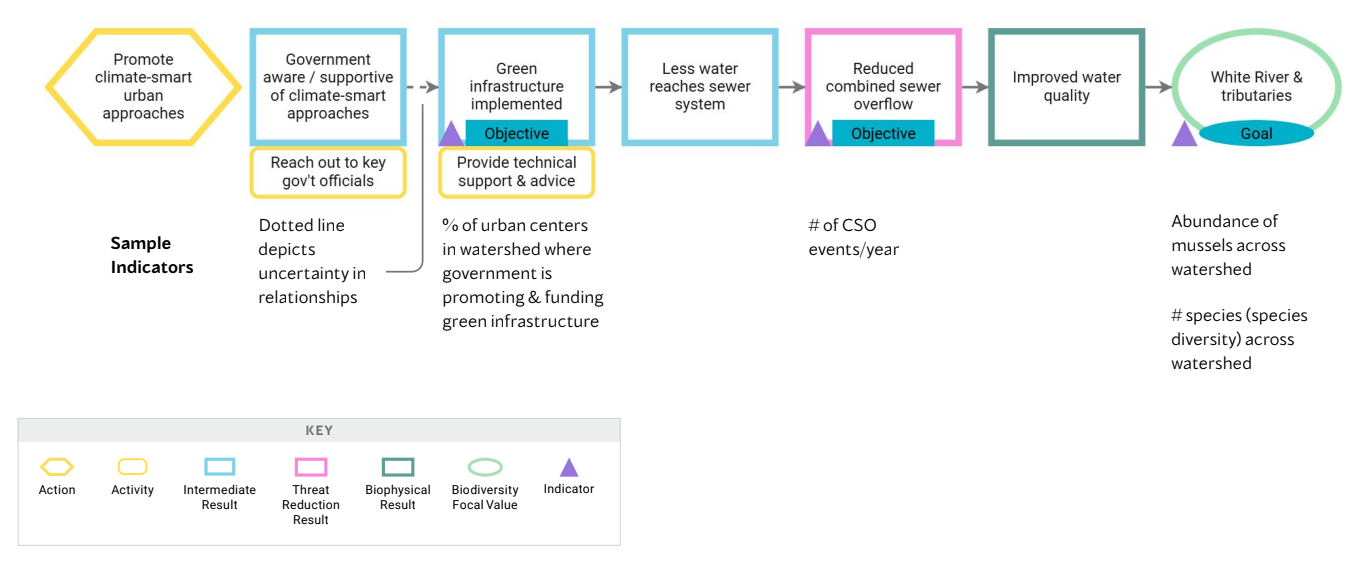 Promote
climate-smart
urban
approaches
Government
aware / supportive
of climate-smart
approaches
Green
infrastructure
implemented
Objective
Less water
reaches sewer
system
Reduced
combined sewer
overflow
Objective
Improved water
quality
White River &
tributaries
Goal
Reach out to key
gov't officials
Provide technical
support & advice
Sample
Indicators
Dotted line
depicts
uncertainty in
relationships
% of urban centers
in watershed where
government is
promoting & funding
green infrastructure
# of CSO
events/year
Abundance of
mussels across
watershed
# species (species
diversity) across
watershed
KEY
Action
Activity
Intermediate
Result
Threat
Reduction
Result
Biophysical
Result
Biodiversity
Focal Value
Indicator